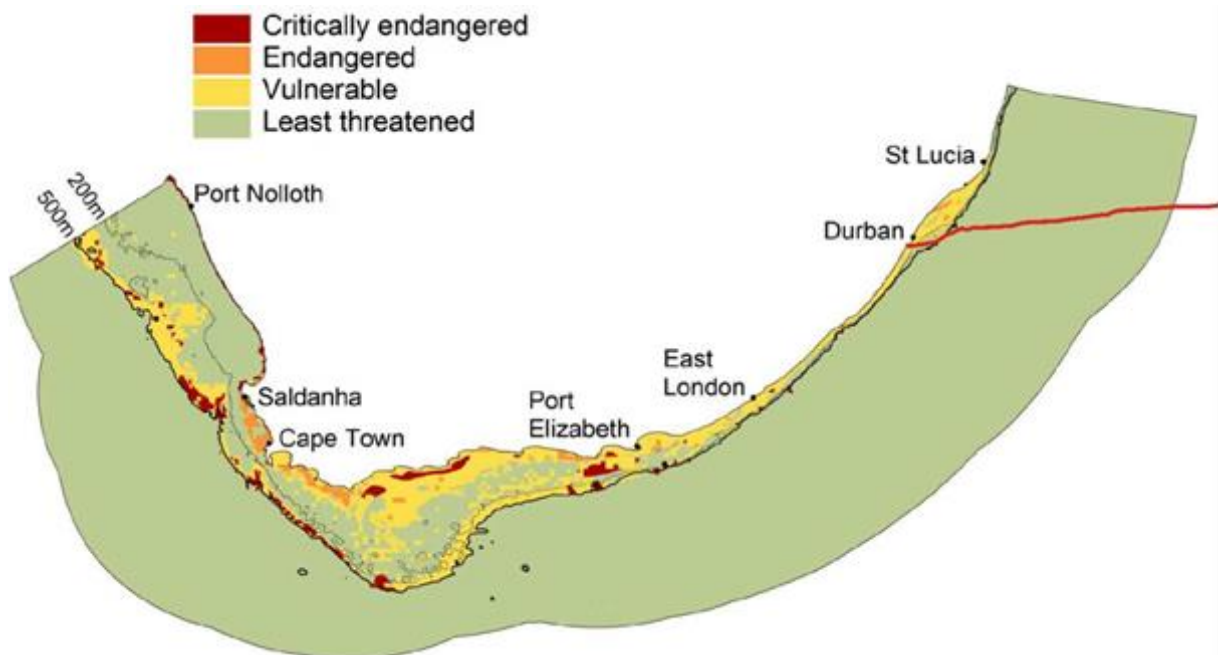 Critically endangered
Endangered
Vulnerable
Least threatened
St Lucia
200m
500m
Port Nolloth
Durban
East
London
Port
Elizabeth
Saldanha
Cape Town